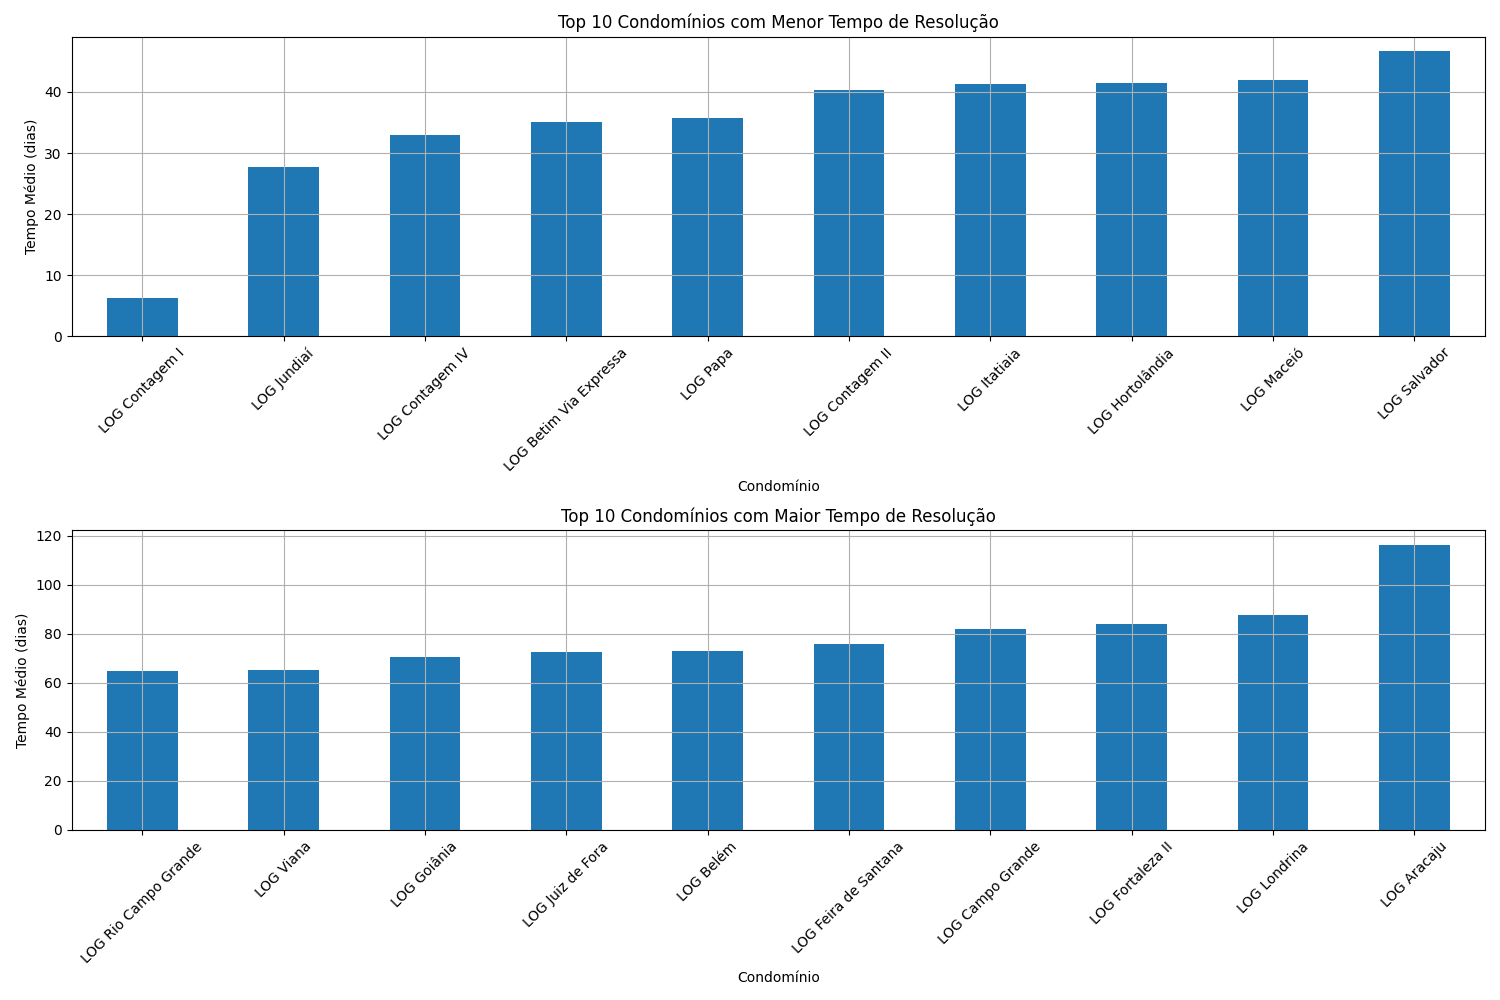 Top 10 Condomínios com Menor Tempo de Resolução
Tempo Médio (dias)
40
30
20
10
0
LOG Contagem I
LOG Jundiaí
LOG Contagem IV
LOG Betim Via Expressa
LOG Papa
LOG Contagem II
LOG Itatiaia
LOG Hortolândia
LOG Maceió
LOG Salvador
Condomínio
Top 10 Condomínios com Maior Tempo de Resolução
Tempo Médio (dias)
120
100
80
60
40
20
0
LOG Rio Campo Grande
LOG Viana
LOG Goiânia
LOG Juiz de Fora
LOG Belém
LOG Feira de Santana
LOG Campo Grande
LOG Fortaleza II
LOG Londrina
LOG Aracaju
Condomínio